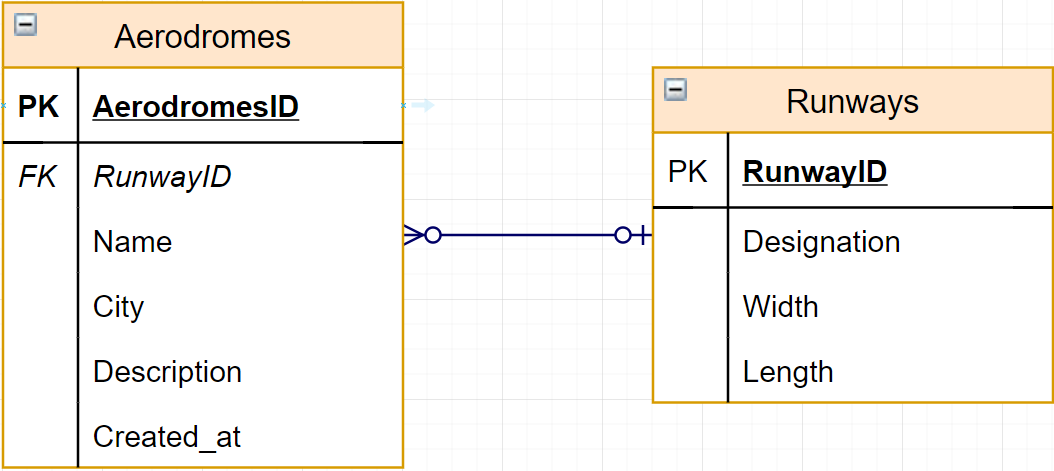 Aerodromes
PK AerodromesID
FK RunwayID
Name
City
Description
Created_at
Runways
PK RunwayID
Designation
Width
Length